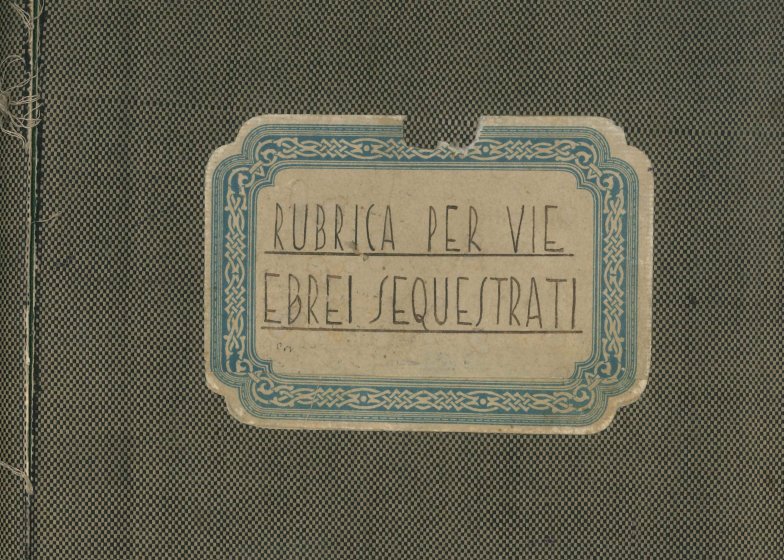 RUBRICA PER VIE
EBREI SEQUESTRATI